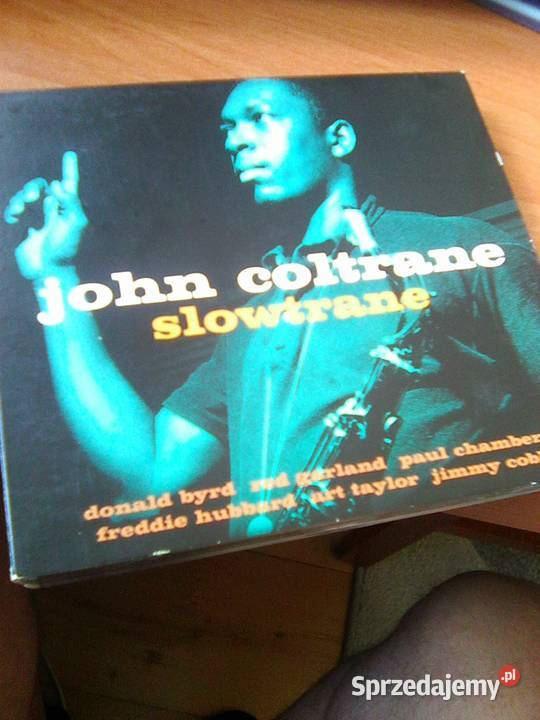 john coltrane
slowtrane
donald byrd red garland paul chamber
freddie hubbard art taylor jimmy cobb
Sprzedajemy.pl